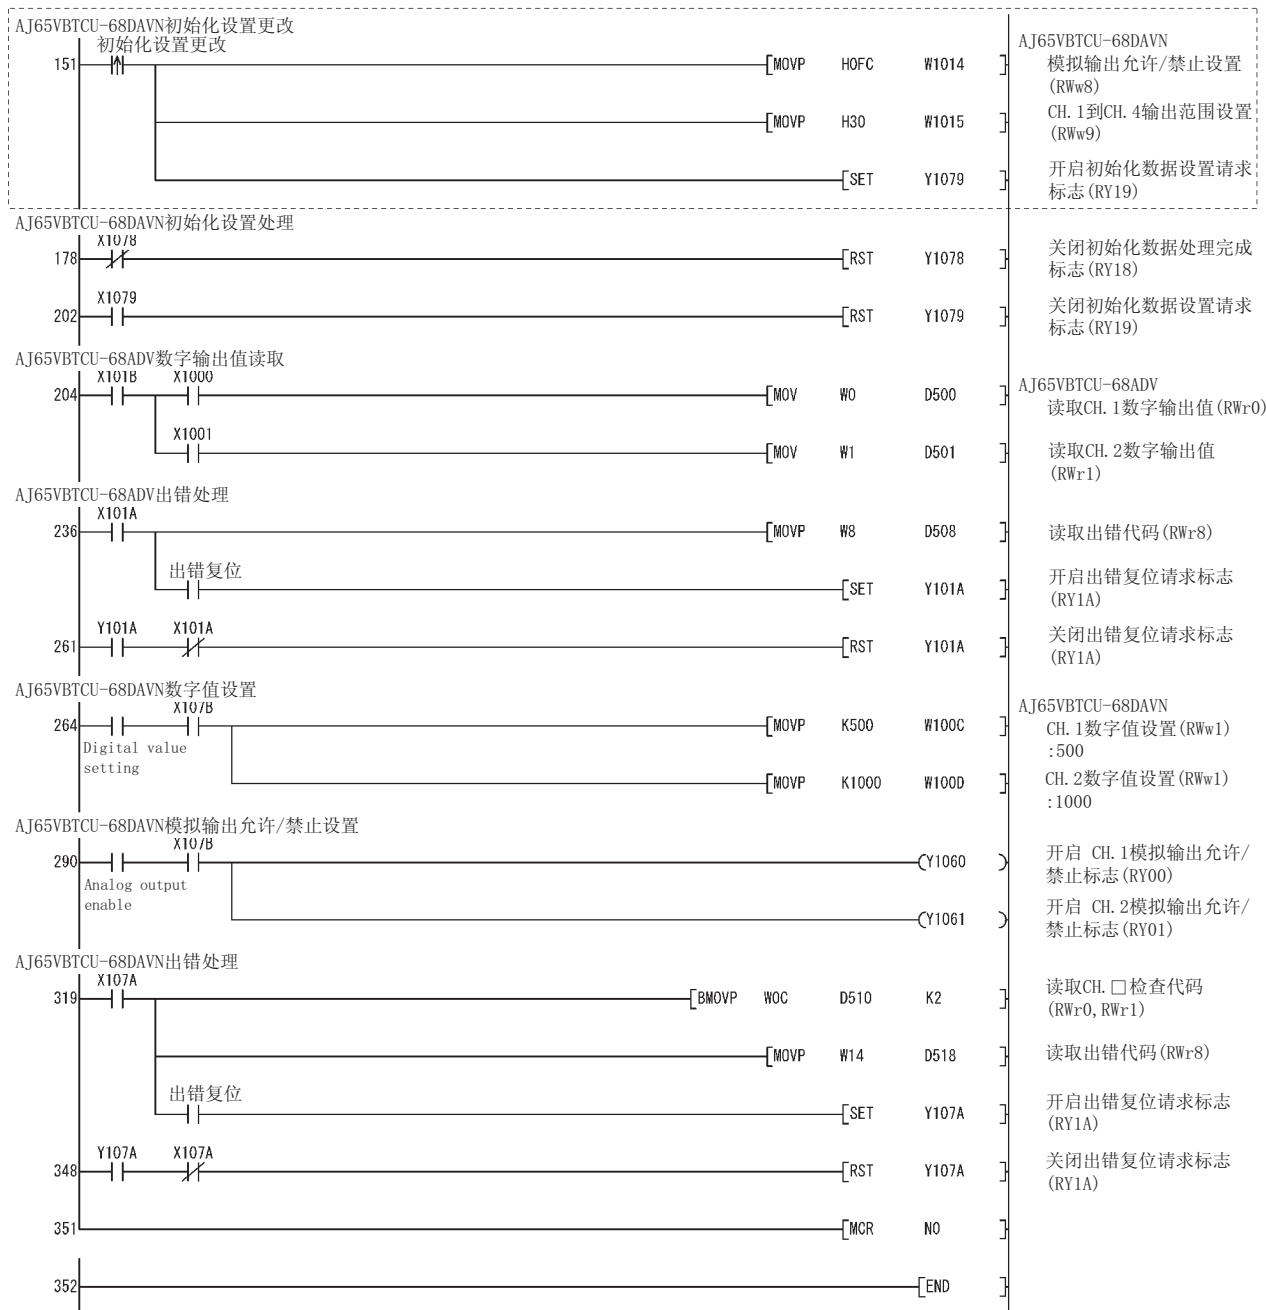 AJ65VBTCU-68DAVN初始化设置更改
初始化设置更改
151 MOVP H0FC W1014
AJ65VBTCU-68DAVN
模拟输出允许/禁止设置
(RWw8)
MOVP H30 W1015
CH.1到CH.4输出范围设置
(RWw9)
SET Y1079
开启初始化数据设置请求
标志(RY19)
AJ65VBTCU-68DAVN初始化设置处理
X1078
178 RST Y1078
关闭初始化数据处理完成
标志(RY18)
X1079
202 RST Y1079
关闭初始化数据设置请求
标志(RY19)
AJ65VBTCU-68ADV数字输出值读取
X101B X1000
204 MOV W0 D500
AJ65VBTCU-68ADV
读取CH.1数字输出值(RWr0)
X1001
MOV W1 D501
读取CH.2数字输出值
(RWr1)
AJ65VBTCU-68ADV出错处理
X101A
236 MOVP W8 D508
读取出错代码(RWr8)
出错复位
SET Y101A
开启出错复位请求标志
(RY1A)
Y101A X101A
261 RST Y101A
关闭出错复位请求标志
(RY1A)
AJ65VBTCU-68DAVN数字值设置
X107B
264 MOVP K500 W100C
Digital value
setting
AJ65VBTCU-68DAVN
CH.1数字值设置(RWw1)
:500
MOVP K1000 W100D
CH.2数字值设置(RWw1)
:1000
AJ65VBTCU-68DAVN模拟输出允许/禁止设置
X107B
290 Y1060
Analog output
enable
开启 CH.1模拟输出允许/
禁止标志(RY00)
Y1061
开启 CH.2模拟输出允许/
禁止标志(RY01)
AJ65VBTCU-68DAVN出错处理
X107A
319 BMOVP W0C D510 K2
读取CH.□检查代码
(RWr0,RWr1)
MOVP W14 D518
读取出错代码(RWr8)
出错复位
SET Y107A
开启出错复位请求标志
(RY1A)
Y107A X107A
348 RST Y107A
关闭出错复位请求标志
(RY1A)
351 MCR N0
352 END